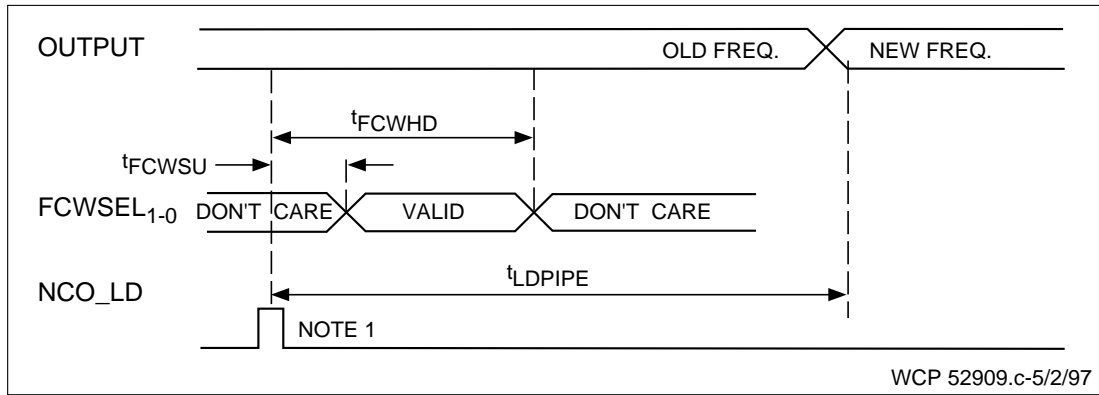 OUTPUT
OLD FREQ.
NEW FREQ.
tFCWHD
tFCWSU
FCWSEL1-0
DON'T CARE
VALID
DON'T CARE
tLDPIPE
NCO_LD
NOTE 1
WCP 52909.c-5/2/97